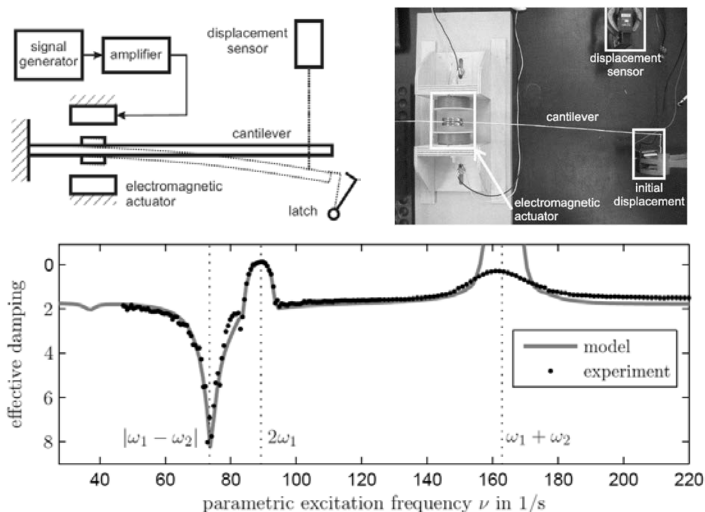 signal
generator
amplifier
displacement
sensor
cantilever
electromagnetic
actuator
latch
displacement
sensor
cantilever
electromagnetic
actuator
initial
displacement
effective damping
0
2
4
6
8
|ω₁ − ω₂|
2ω₁
ω₁ + ω₂
model
experiment
40 60 80 100 120 140 160 180 200 220
parametric excitation frequency ν in 1/s